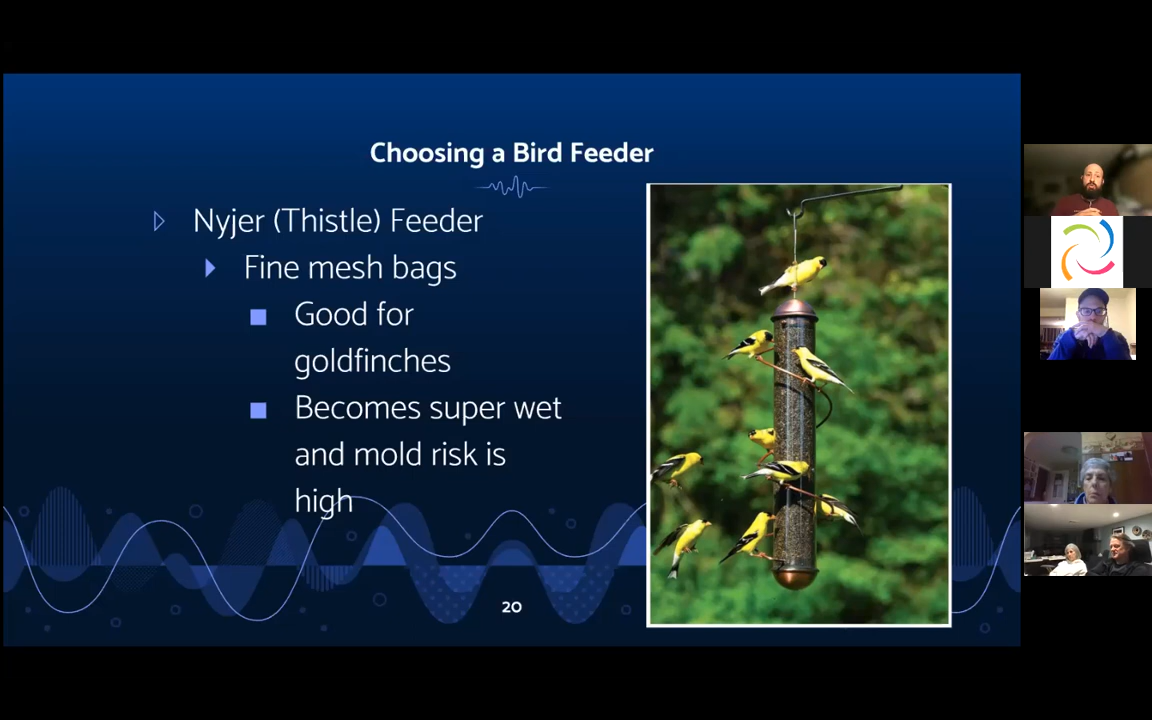 Choosing a Bird Feeder
Nyjer (Thistle) Feeder
Fine mesh bags
Good for
goldfinches
Becomes super wet
and mold risk is
high
20